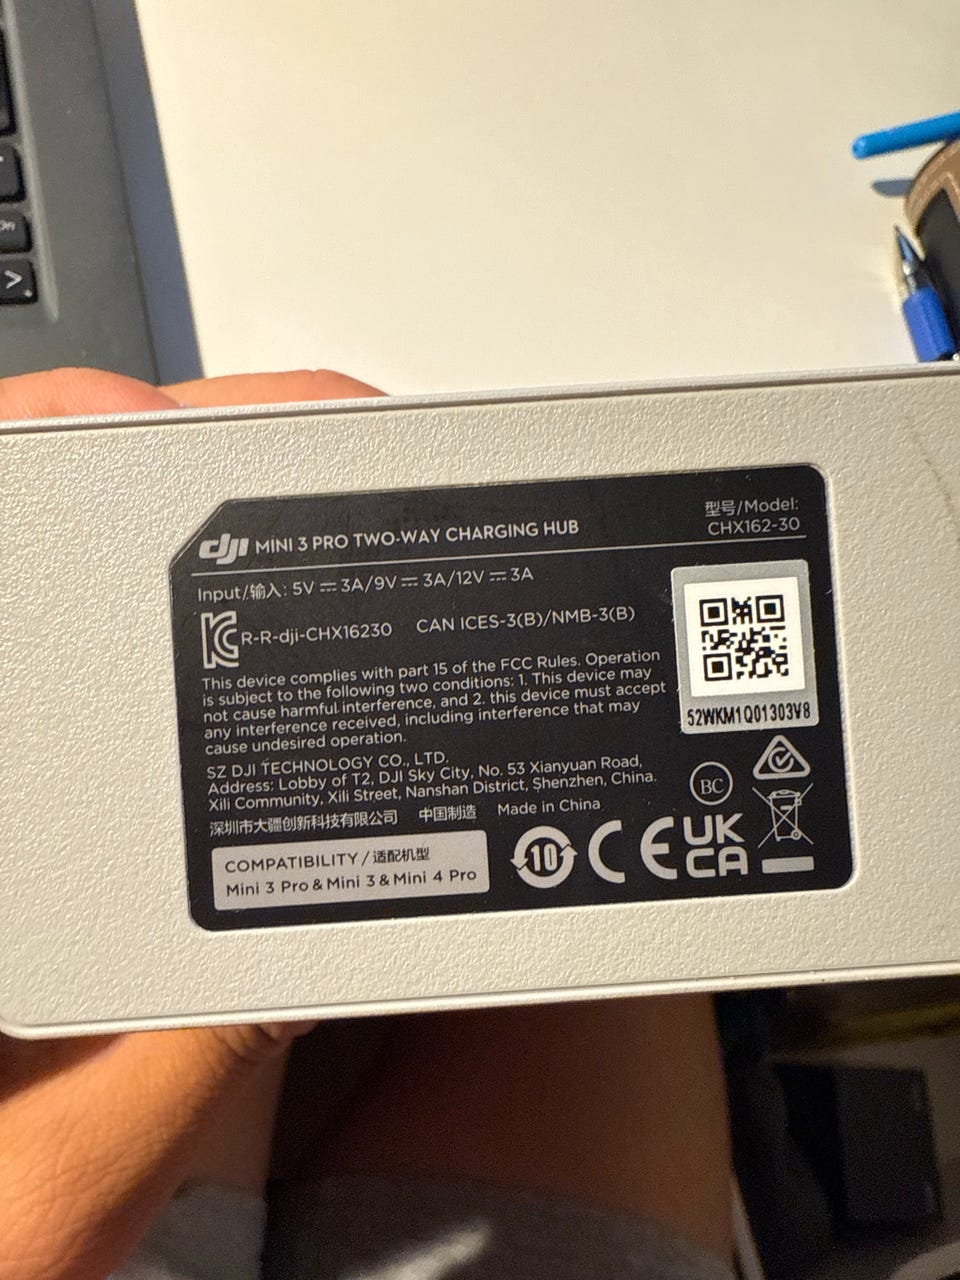 dji MINI 3 PRO TWO-WAY CHARGING HUB
型号/Model:
CHX162-30
Input/输入: 5V ⎓ 3A/9V ⎓ 3A/12V ⎓ 3A
R-R-dji-CHX16230 CAN ICES-3(B)/NMB-3(B)
This device complies with part 15 of the FCC Rules. Operation
is subject to the following two conditions: 1. This device may
not cause harmful interference, and 2. this device must accept
any interference received, including interference that may
cause undesired operation.
52WKM1Q01303V8
SZ DJI TECHNOLOGY CO., LTD.
Address: Lobby of T2, DJI Sky City, No. 53 Xianyuan Road,
Xili Community, Xili Street, Nanshan District, Shenzhen, China.
深圳市大疆创新科技有限公司 中国制造 Made in China
BC
COMPATIBILITY / 适配机型
Mini 3 Pro & Mini 3 & Mini 4 Pro
10
CE
UK
CA